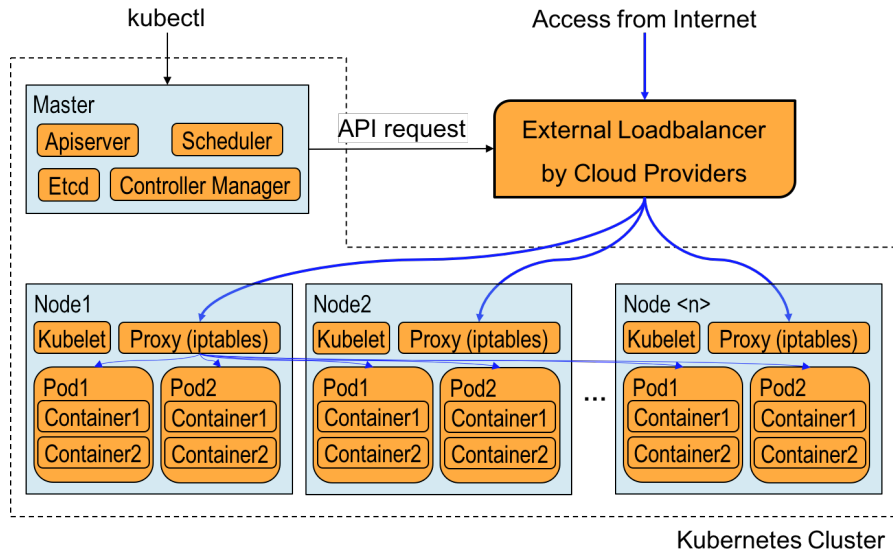 kubectl
Access from Internet
Master
Apiserver
Scheduler
Etcd
Controller Manager
API request
External Loadbalancer
by Cloud Providers
Node1
Kubelet
Proxy (iptables)
Pod1
Container1
Container2
Pod2
Container1
Container2
Node2
Kubelet
Proxy (iptables)
Pod1
Container1
Container2
Pod2
Container1
Container2
...
Node <n>
Kubelet
Proxy (iptables)
Pod1
Container1
Container2
Pod2
Container1
Container2
Kubernetes Cluster